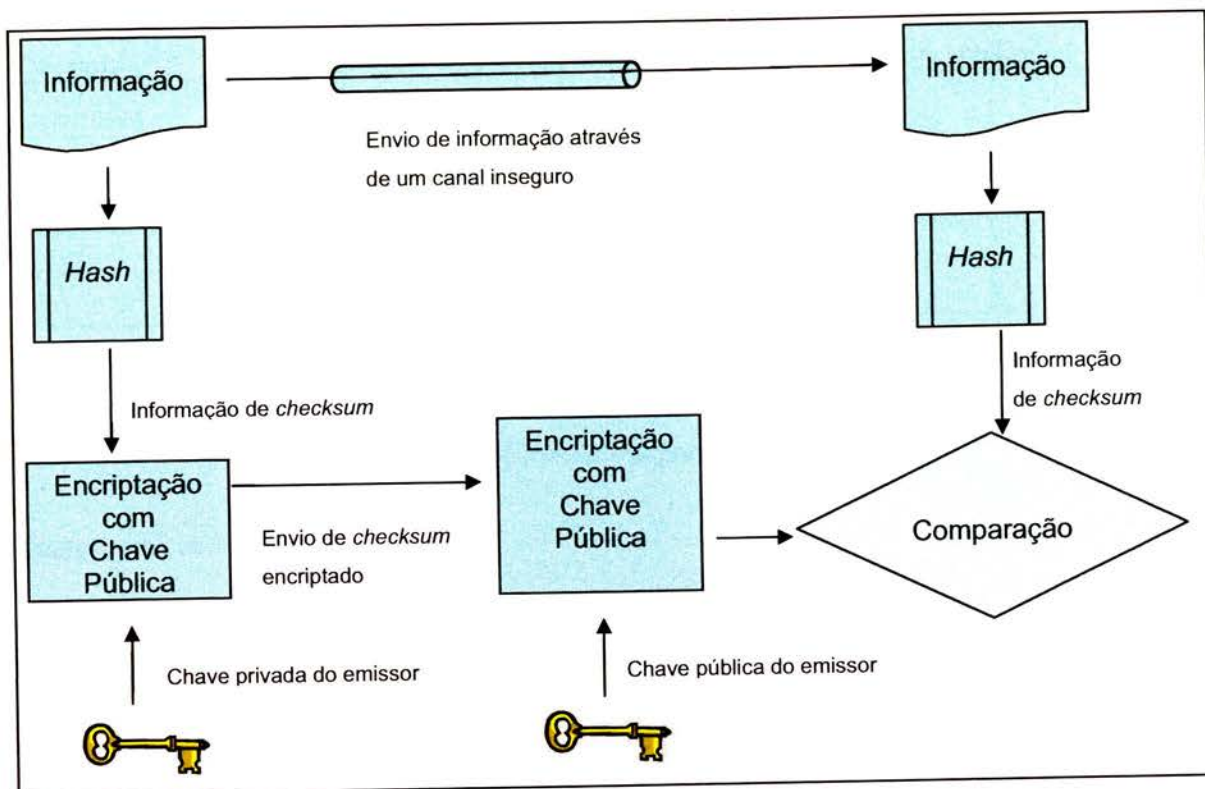 Informação
Informação
Envio de informação através
de um canal inseguro
Hash
Hash
Informação de checksum
Informação
de checksum
Encriptação
com
Chave
Pública
Envio de checksum
encriptado
Encriptação
com
Chave
Pública
Comparação
Chave privada do emissor
Chave pública do emissor